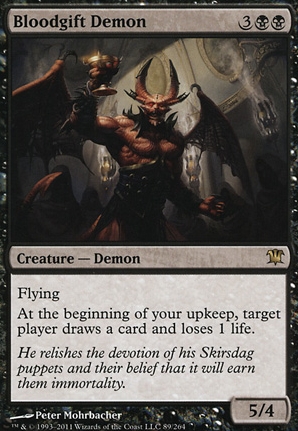 Bloodgift Demon 3
Creature — Demon
Flying
At the beginning of your upkeep, target
player draws a card and loses 1 life.
He relishes the devotion of his Skirsdag
puppets and their belief that it will earn
them immortality.
5/4
Peter Mohrbacher
™ & © 1993–2011 Wizards of the Coast LLC 89/264